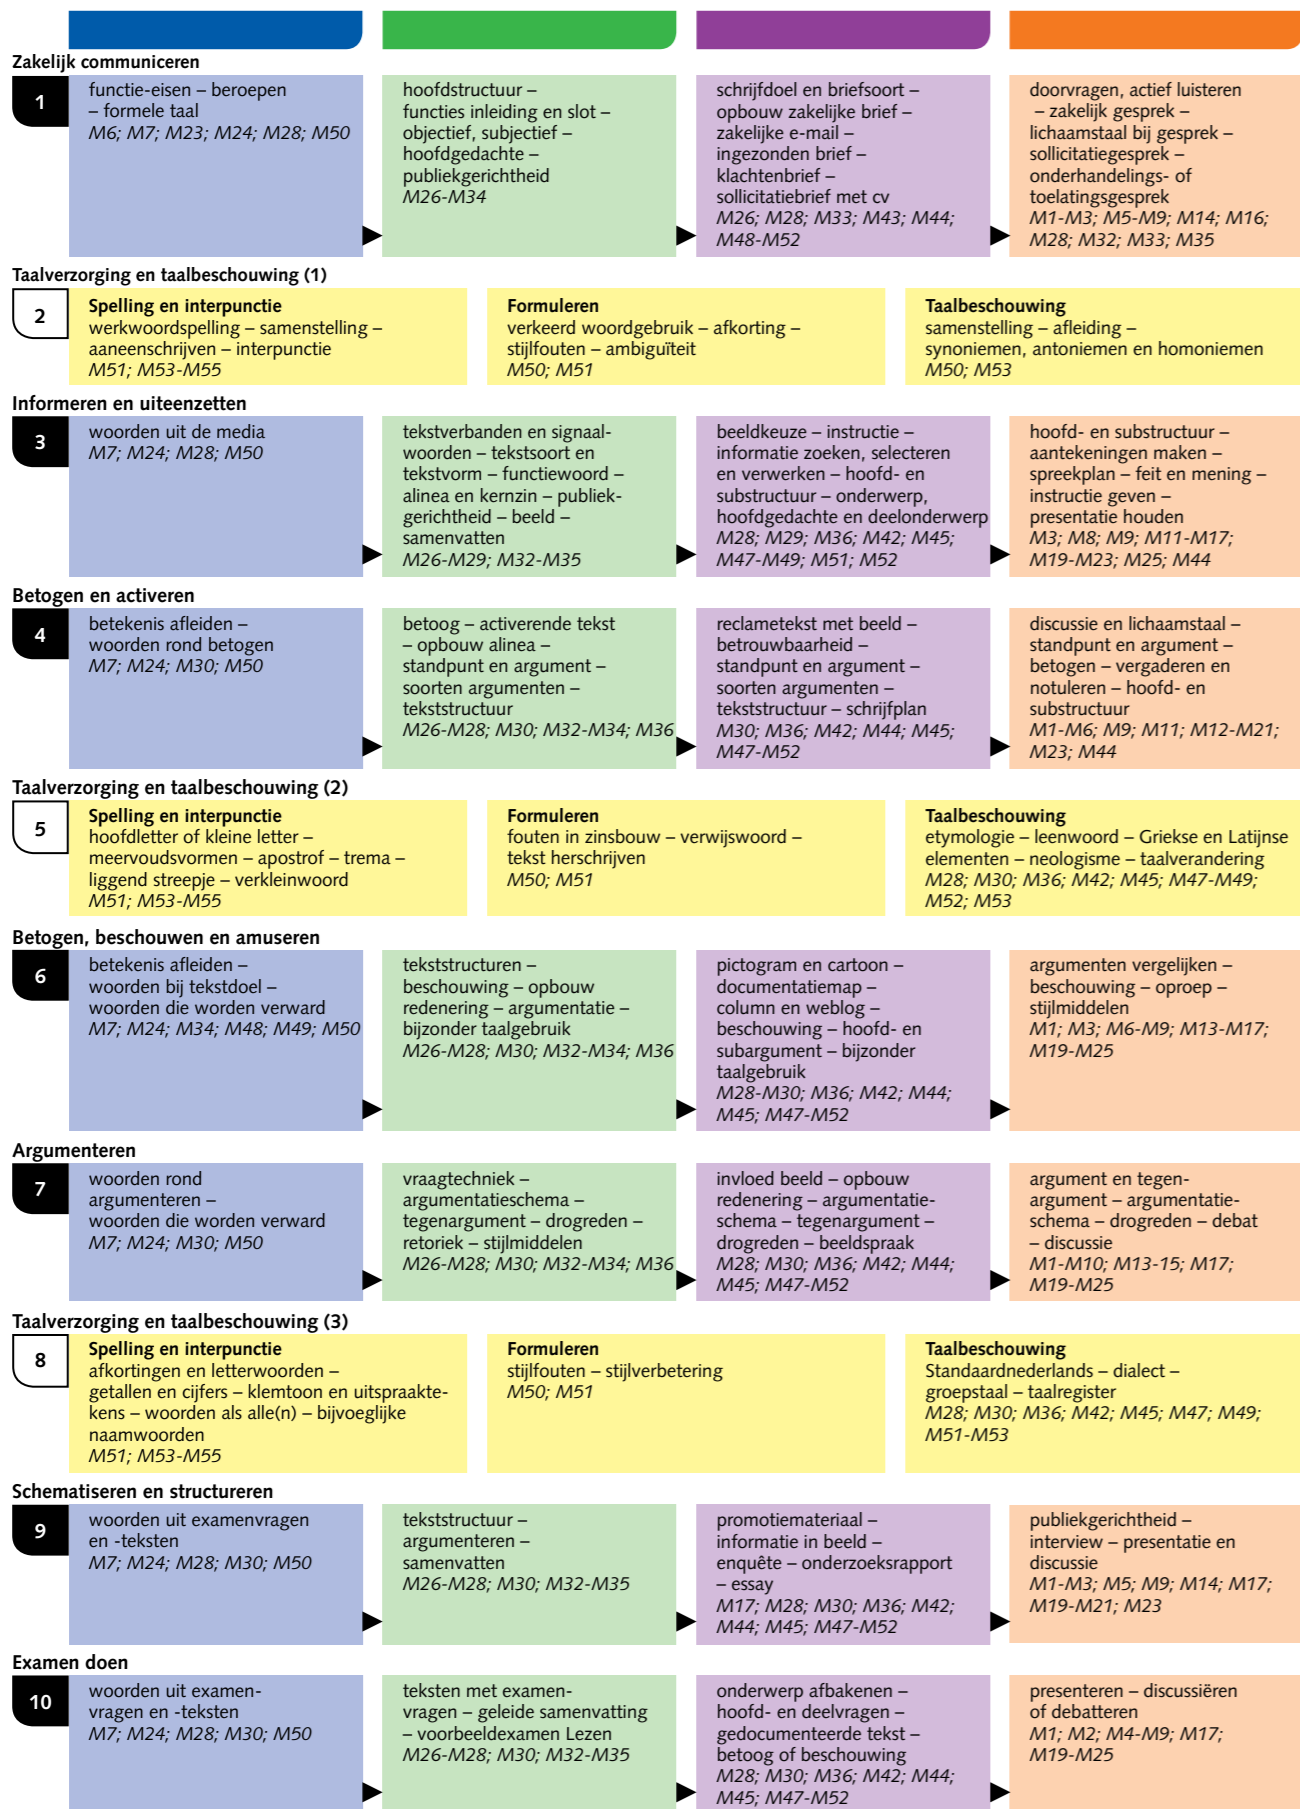 Zakelijk communiceren
1
functie-eisen – beroepen
– formele taal
M6; M7; M23; M24; M28; M50
hoofdstructuur –
functies inleiding en slot –
objectief, subjectief –
hoofdgedachte –
publiekgerichtheid
M26-M34
schrijfdoel en briefsoort –
opbouw zakelijke brief –
zakelijke e-mail –
ingezonden brief –
klachtenbrief –
sollicitatiebrief met cv
M26; M28; M33; M43; M44;
M48-M52
doorvragen, actief luisteren
– zakelijk gesprek –
lichaamstaal bij gesprek –
sollicitatiegesprek –
onderhandelings- of
toelatingsgesprek
M1-M3; M5-M9; M14; M16;
M28; M32; M33; M35
Taalverzorging en taalbeschouwing (1)
2
Spelling en interpunctie
werkwoordspelling – samenstelling –
aaneenschrijven – interpunctie
M51; M53-M55
Formuleren
verkeerd woordgebruik – afkorting –
stijlfouten – ambiguïteit
M50; M51
Taalbeschouwing
samenstelling – afleiding –
synoniemen, antoniemen en homoniemen
M50; M53
Informeren en uiteenzetten
3
woorden uit de media
M7; M24; M28; M50
tekstverbanden en signaal-
woorden – tekstsoort en
tekstvorm – functiewoord –
alinea en kernzin – publiek-
gerichtheid – beeld –
samenvatten
M26-M29; M32-M35
beeldkeuze – instructie –
informatie zoeken, selecteren
en verwerken – hoofd- en
substructuur – onderwerp,
hoofdgedachte en deelonderwerp
M28; M29; M36; M42; M45;
M47-M49; M51; M52
hoofd- en substructuur –
aantekeningen maken –
spreekplan – feit en mening –
instructie geven –
presentatie houden
M3; M8; M9; M11-M17;
M19-M23; M25; M44
Betogen en activeren
4
betekenis afleiden –
woorden rond betogen
M7; M24; M30; M50
betoog – activerende tekst
– opbouw alinea –
standpunt en argument –
soorten argumenten –
tekststructuur
M26-M28; M30; M32-M34; M36
reclametekst met beeld –
betrouwbaarheid –
standpunt en argument –
soorten argumenten –
tekststructuur – schrijfplan
M30; M36; M42; M44; M45;
M47-M52
discussie en lichaamstaal –
standpunt en argument –
betogen – vergaderen en
notuleren – hoofd- en
substructuur
M1-M6; M9; M11; M12-M21;
M23; M44
Taalverzorging en taalbeschouwing (2)
5
Spelling en interpunctie
hoofdletter of kleine letter –
meervoudsvormen – apostrof – trema –
liggend streepje – verkleinwoord
M51; M53-M55
Formuleren
fouten in zinsbouw – verwijswoord –
tekst herschrijven
M50; M51
Taalbeschouwing
etymologie – leenwoord – Griekse en Latijnse
elementen – neologisme – taalverandering
M28; M30; M36; M42; M45; M47-M49;
M52; M53
Betogen, beschouwen en amuseren
6
betekenis afleiden –
woorden bij tekstdoel –
woorden die worden verward
M7; M24; M34; M48; M49; M50
tekststructuren –
beschouwing – opbouw
redenering – argumentatie –
bijzonder taalgebruik
M26-M28; M30; M32-M34; M36
pictogram en cartoon –
documentatiemap –
column en weblog –
beschouwing – hoofd- en
subargument – bijzonder
taalgebruik
M28-M30; M36; M42; M44;
M45; M47-M52
argumenten vergelijken –
beschouwing – oproep –
stijlmiddelen
M1; M3; M6-M9; M13-M17;
M19-M25
Argumenteren
7
woorden rond
argumenteren –
woorden die worden verward
M7; M24; M30; M50
vraagtechniek –
argumentatieschema –
tegenargument – drogreden –
retoriek – stijlmiddelen
M26-M28; M30; M32-M34; M36
invloed beeld – opbouw
redenering – argumentatie-
schema – tegenargument –
drogreden – beeldspraak
M28; M30; M36; M42; M44;
M45; M47-M52
argument en tegen-
argument – argumentatie-
schema – drogreden – debat
– discussie
M1-M10; M13-15; M17;
M19-M25
Taalverzorging en taalbeschouwing (3)
8
Spelling en interpunctie
afkortingen en letterwoorden –
getallen en cijfers – klemtoon en uitspraakte-
kens – woorden als alle(n) – bijvoeglijke
naamwoorden
M51; M53-M55
Formuleren
stijlfouten – stijlverbetering
M50; M51
Taalbeschouwing
Standaardnederlands – dialect –
groepstaal – taalregister
M28; M30; M36; M42; M45; M47; M49;
M51-M53
Schematiseren en structureren
9
woorden uit examenvragen
en -teksten
M7; M24; M28; M30; M50
tekststructuur –
argumenteren –
samenvatten
M26-M28; M30; M32-M35
promotiemateriaal –
informatie in beeld –
enquête – onderzoeksrapport
– essay
M17; M28; M30; M36; M42;
M44; M45; M47-M52
publiekgerichtheid –
interview – presentatie en
discussie
M1-M3; M5; M9; M14; M17;
M19-M21; M23
Examen doen
10
woorden uit examen-
vragen en -teksten
M7; M24; M28; M30; M50
teksten met examen-
vragen – geleide samenvatting
– voorbeeldexamen Lezen
M26-M28; M30; M32-M35
onderwerp afbakenen –
hoofd- en deelvragen –
gedocumenteerde tekst –
betoog of beschouwing
M28; M30; M36; M42; M44;
M45; M47-M52
presenteren – discussiëren
of debatteren
M1; M2; M4-M9; M17;
M19-M25